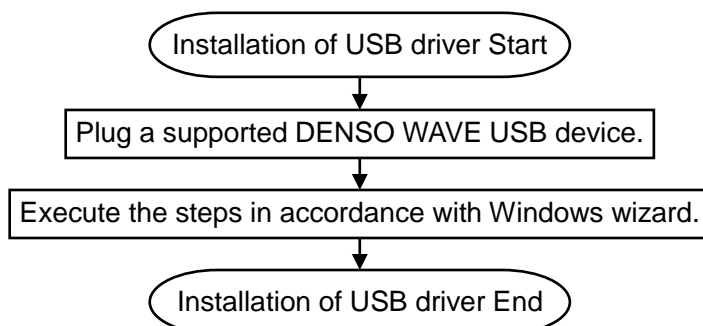 Installation of USB driver Start
Plug a supported DENSO WAVE USB device.
Execute the steps in accordance with Windows wizard.
Installation of USB driver End